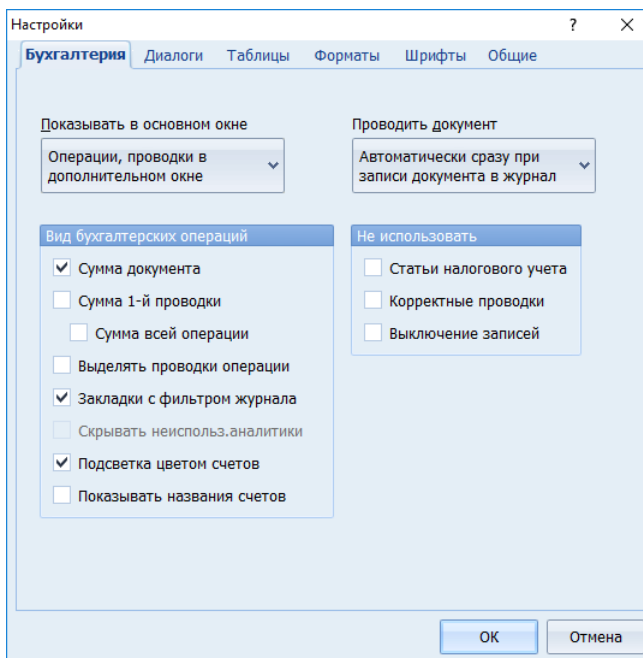 Настройки
Бухгалтерия Диалоги Таблицы Форматы Шрифты Общие
Показывать в основном окне
Операции, проводки в
дополнительном окне
Проводить документ
Автоматически сразу при
записи документа в журнал
Вид бухгалтерских операций
Сумма документа
Сумма 1-й проводки
Сумма всей операции
Выделять проводки операции
Закладки с фильтром журнала
Скрывать неиспольз.аналитики
Подсветка цветом счетов
Показывать названия счетов
Не использовать
Статьи налогового учета
Корректные проводки
Выключение записей
ОК Отмена